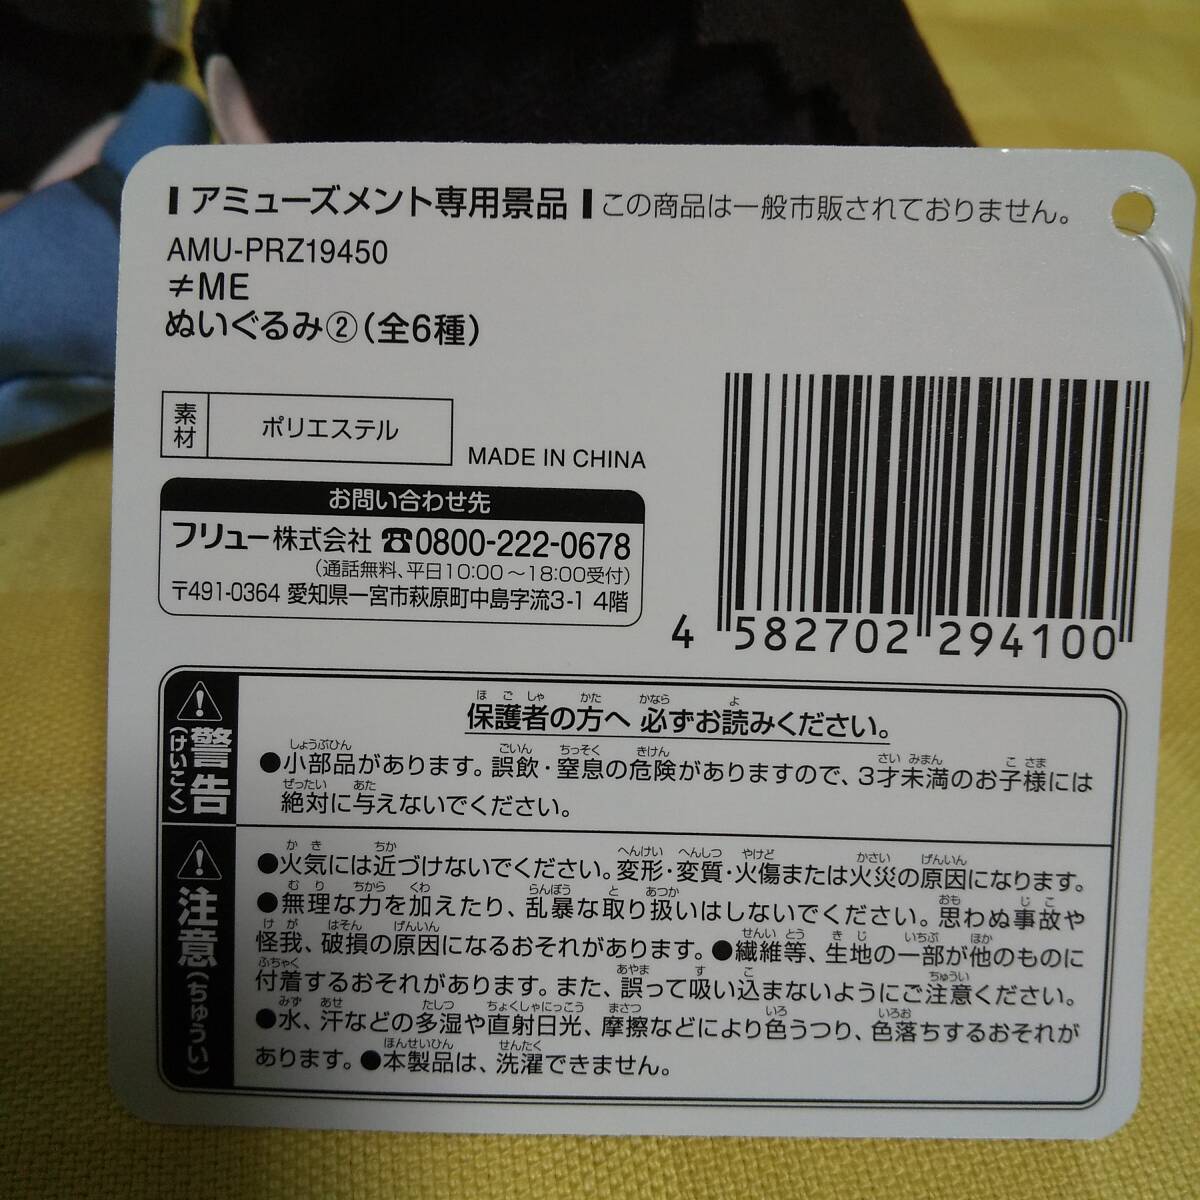 アミューズメント専用景品 この商品は一般市販されておりません。
AMU-PRZ19450
≠ME
ぬいぐるみ②(全6種)
素材 ポリエステル
MADE IN CHINA
お問い合わせ先
フリュー株式会社 ☎0800-222-0678
(通話無料、平日10:00～18:00受付)
〒491-0364 愛知県一宮市萩原町中島字流3-1 4階
4 582702 294100
警告(けいこく)
ほごしゃ かた かなら よ
保護者の方へ 必ずお読みください。
しょうぶひん ごいん ちっそく きけん さい みまん こ さま
●小部品があります。誤飲・窒息の危険がありますので、3才未満のお子様には
ぜったい あた
絶対に与えないでください。
注意(ちゅうい)
かき ちか へんけい へんしつ やけど かさい げんいん
●火気には近づけないでください。変形・変質・火傷または火災の原因になります。
むり ちから くわ らんぼう と あつか おも じこ
●無理な力を加えたり、乱暴な取り扱いはしないでください。思わぬ事故や
けが はそん げんいん せんい とう きじ いちぶ ほか
怪我、破損の原因になるおそれがあります。●繊維等、生地の一部が他のものに
ふちゃく あやま す こ ちゅうい
付着するおそれがあります。また、誤って吸い込まないようにご注意ください。
みず あせ たしつ ちょくしゃにっこう まさつ いろ いろお
●水、汗などの多湿や直射日光、摩擦などにより色うつり、色落ちするおそれが
ほんせいひん せんたく
あります。●本製品は、洗濯できません。